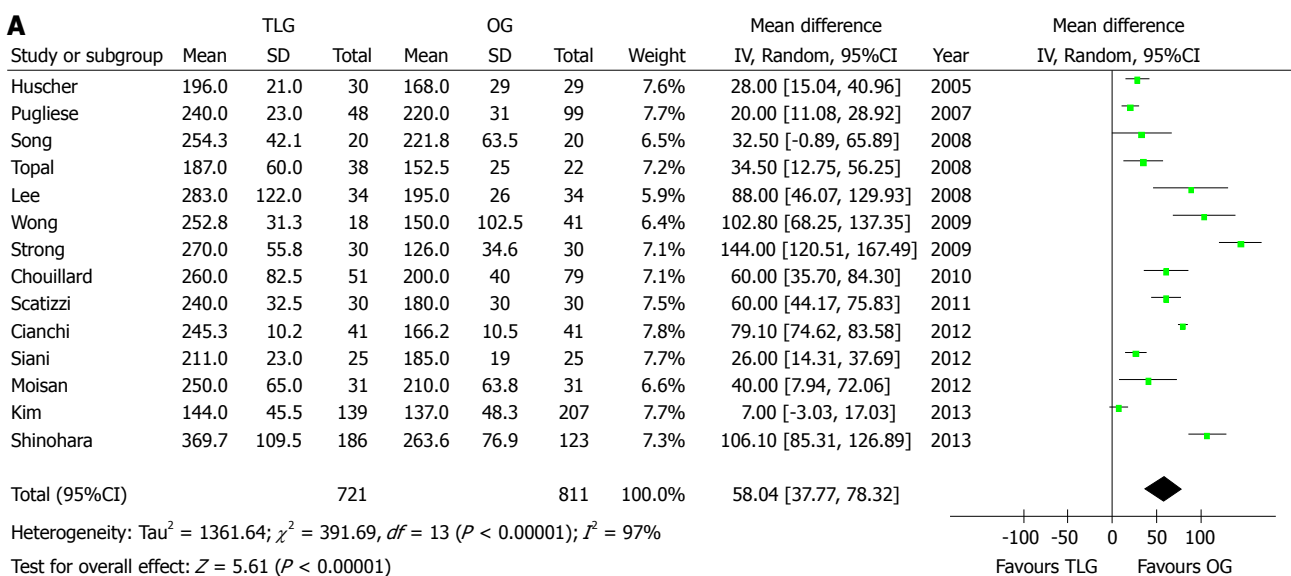 A
TLG OG Mean difference Mean difference
Study or subgroup Mean SD Total Mean SD Total Weight IV, Random, 95%CI Year IV, Random, 95%CI
Huscher 196.0 21.0 30 168.0 29 29 7.6% 28.00 [15.04, 40.96] 2005
Pugliese 240.0 23.0 48 220.0 31 99 7.7% 20.00 [11.08, 28.92] 2007
Song 254.3 42.1 20 221.8 63.5 20 6.5% 32.50 [-0.89, 65.89] 2008
Topal 187.0 60.0 38 152.5 25 22 7.2% 34.50 [12.75, 56.25] 2008
Lee 283.0 122.0 34 195.0 26 34 5.9% 88.00 [46.07, 129.93] 2008
Wong 252.8 31.3 18 150.0 102.5 41 6.4% 102.80 [68.25, 137.35] 2009
Strong 270.0 55.8 30 126.0 34.6 30 7.1% 144.00 [120.51, 167.49] 2009
Chouillard 260.0 82.5 51 200.0 40 79 7.1% 60.00 [35.70, 84.30] 2010
Scatizzi 240.0 32.5 30 180.0 30 30 7.5% 60.00 [44.17, 75.83] 2011
Cianchi 245.3 10.2 41 166.2 10.5 41 7.8% 79.10 [74.62, 83.58] 2012
Siani 211.0 23.0 25 185.0 19 25 7.7% 26.00 [14.31, 37.69] 2012
Moisan 250.0 65.0 31 210.0 63.8 31 6.6% 40.00 [7.94, 72.06] 2012
Kim 144.0 45.5 139 137.0 48.3 207 7.7% 7.00 [-3.03, 17.03] 2013
Shinohara 369.7 109.5 186 263.6 76.9 123 7.3% 106.10 [85.31, 126.89] 2013
Total (95%CI) 721 811 100.0% 58.04 [37.77, 78.32]
Heterogeneity: Tau² = 1361.64; χ² = 391.69, df = 13 (P < 0.00001); I² = 97%
Test for overall effect: Z = 5.61 (P < 0.00001)
-100 -50 0 50 100
Favours TLG Favours OG